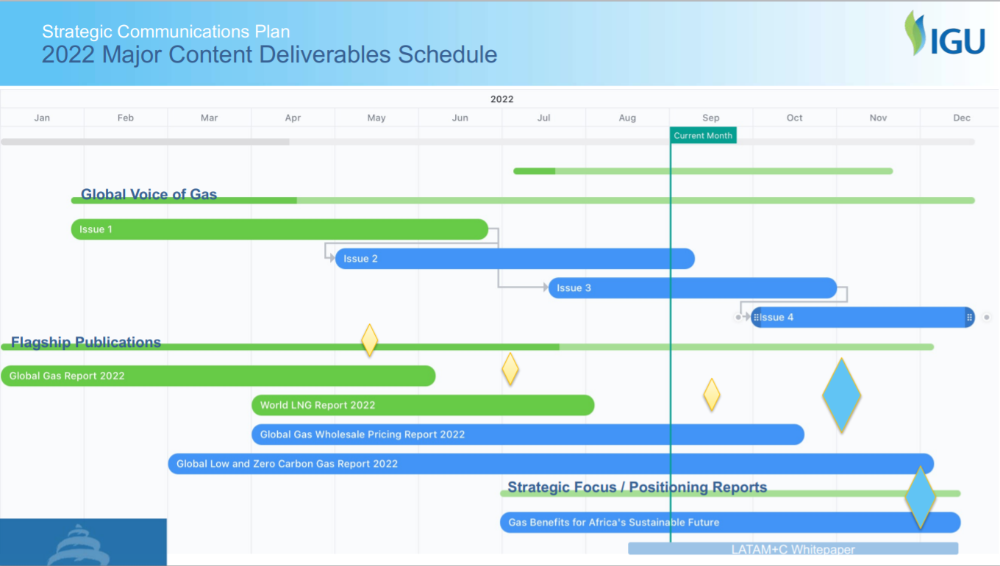 Strategic Communications Plan
2022 Major Content Deliverables Schedule
IGU
2022
Jan Feb Mar Apr May Jun Jul Aug Sep Oct Nov Dec
Current Month
Global Voice of Gas
Issue 1
Issue 2
Issue 3
Issue 4
Flagship Publications
Global Gas Report 2022
World LNG Report 2022
Global Gas Wholesale Pricing Report 2022
Global Low and Zero Carbon Gas Report 2022
Strategic Focus / Positioning Reports
Gas Benefits for Africa's Sustainable Future
LATAM+C Whitepaper